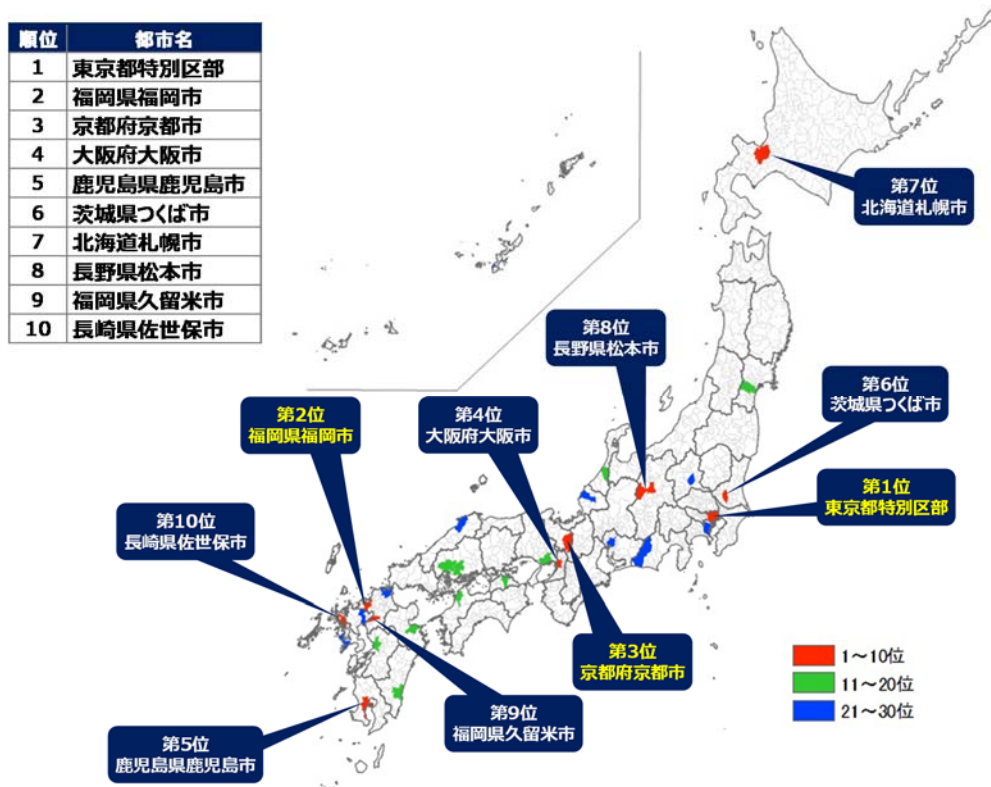 順位 都市名
1 東京都特別区部
2 福岡県福岡市
3 京都府京都市
4 大阪府大阪市
5 鹿児島県鹿児島市
6 茨城県つくば市
7 北海道札幌市
8 長野県松本市
9 福岡県久留米市
10 長崎県佐世保市
第7位
北海道札幌市
第8位
長野県松本市
第6位
茨城県つくば市
第2位
福岡県福岡市
第4位
大阪府大阪市
第1位
東京都特別区部
第10位
長崎県佐世保市
第3位
京都府京都市
第9位
福岡県久留米市
第5位
鹿児島県鹿児島市
1～10位
11～20位
21～30位